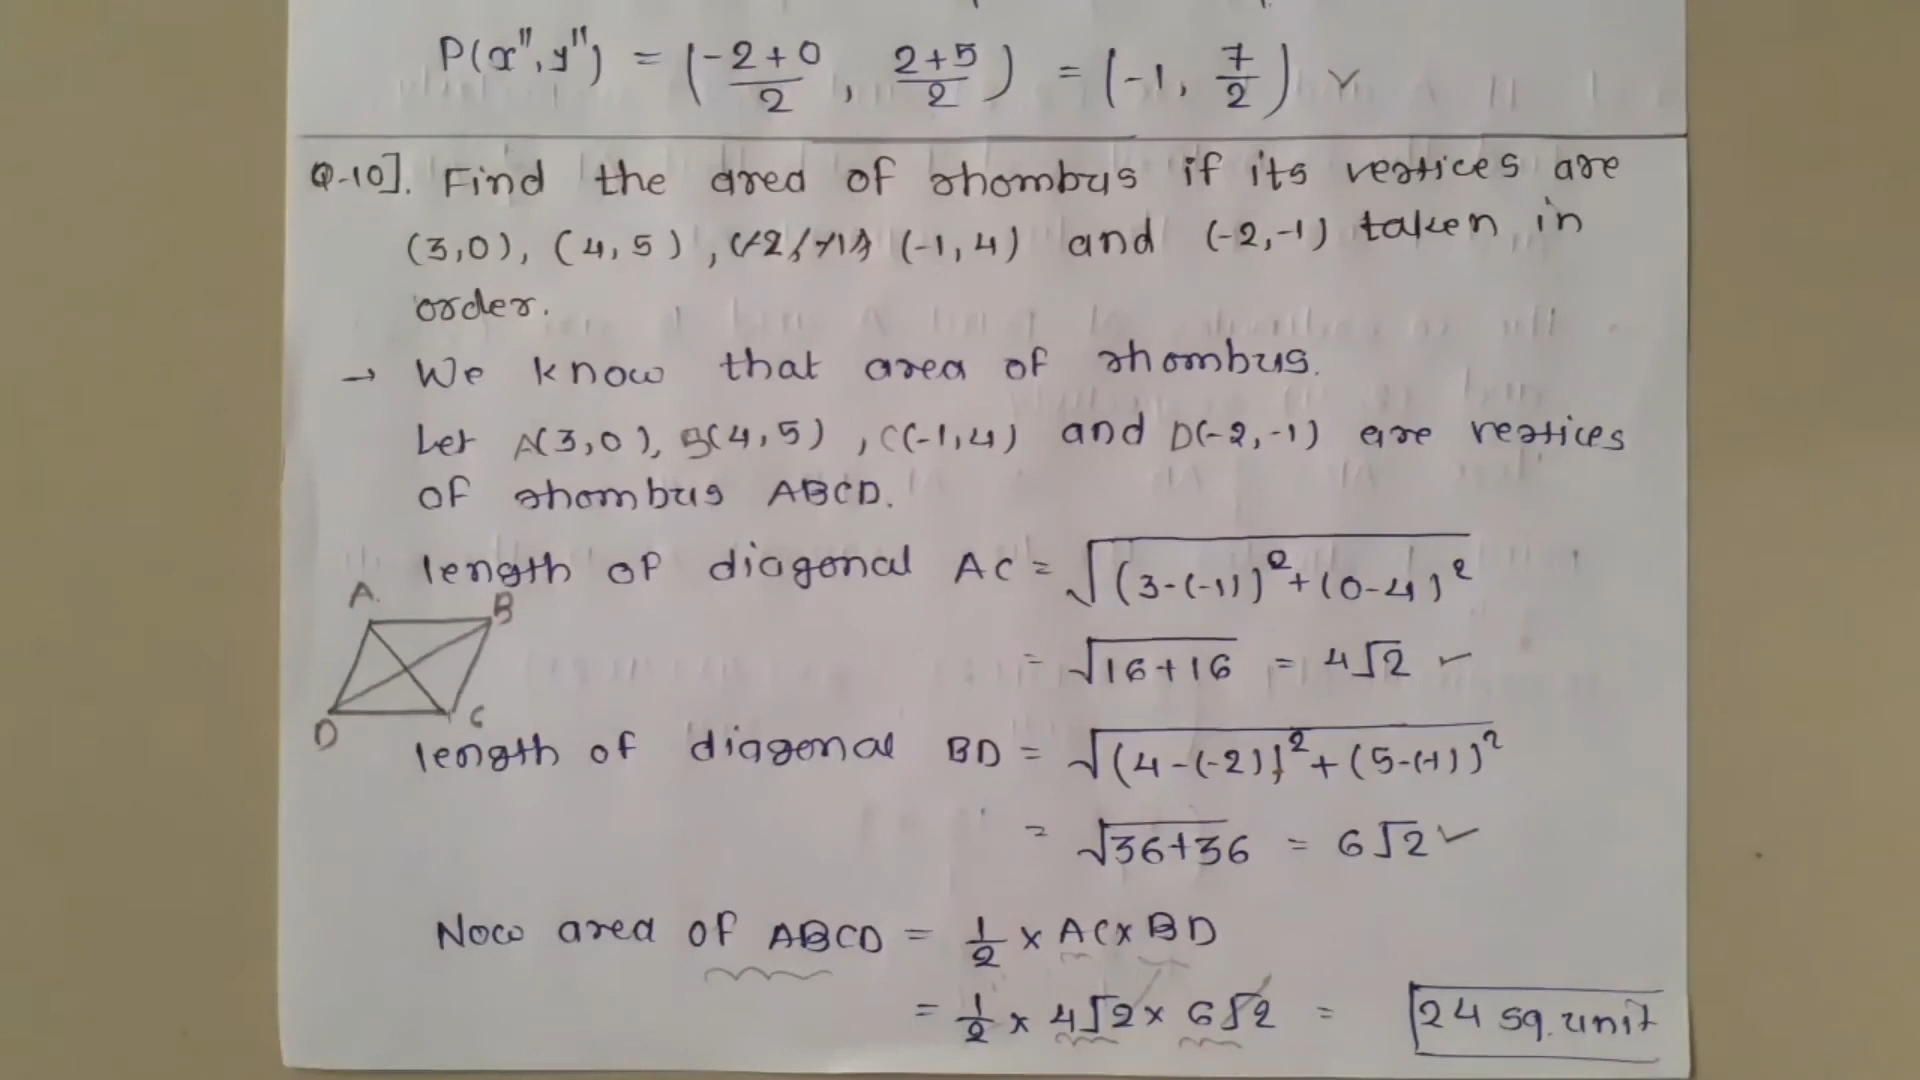 P(x'',y'') = (-2+0/2, 2+5/2) = (-1, 7/2) ✓
Q-10]. Find the area of rhombus if its vertices are
(3,0), (4,5), (-1,4) and (-2,-1) taken in
order.
→ We know that area of rhombus.
Let A(3,0), B(4,5), C(-1,4) and D(-2,-1) are vertices
of rhombus ABCD.
length of diagonal AC = √((3-(-1))²+(0-4)²
A
B
= √16+16 = 4√2 ✓
D
C
length of diagonal BD = √(4-(-2))²+(5-(-1))²
= √36+36 = 6√2 ✓
Now area of ABCD = 1/2 × AC × BD
= 1/2 × 4√2 × 6√2 = 24 sq. unit